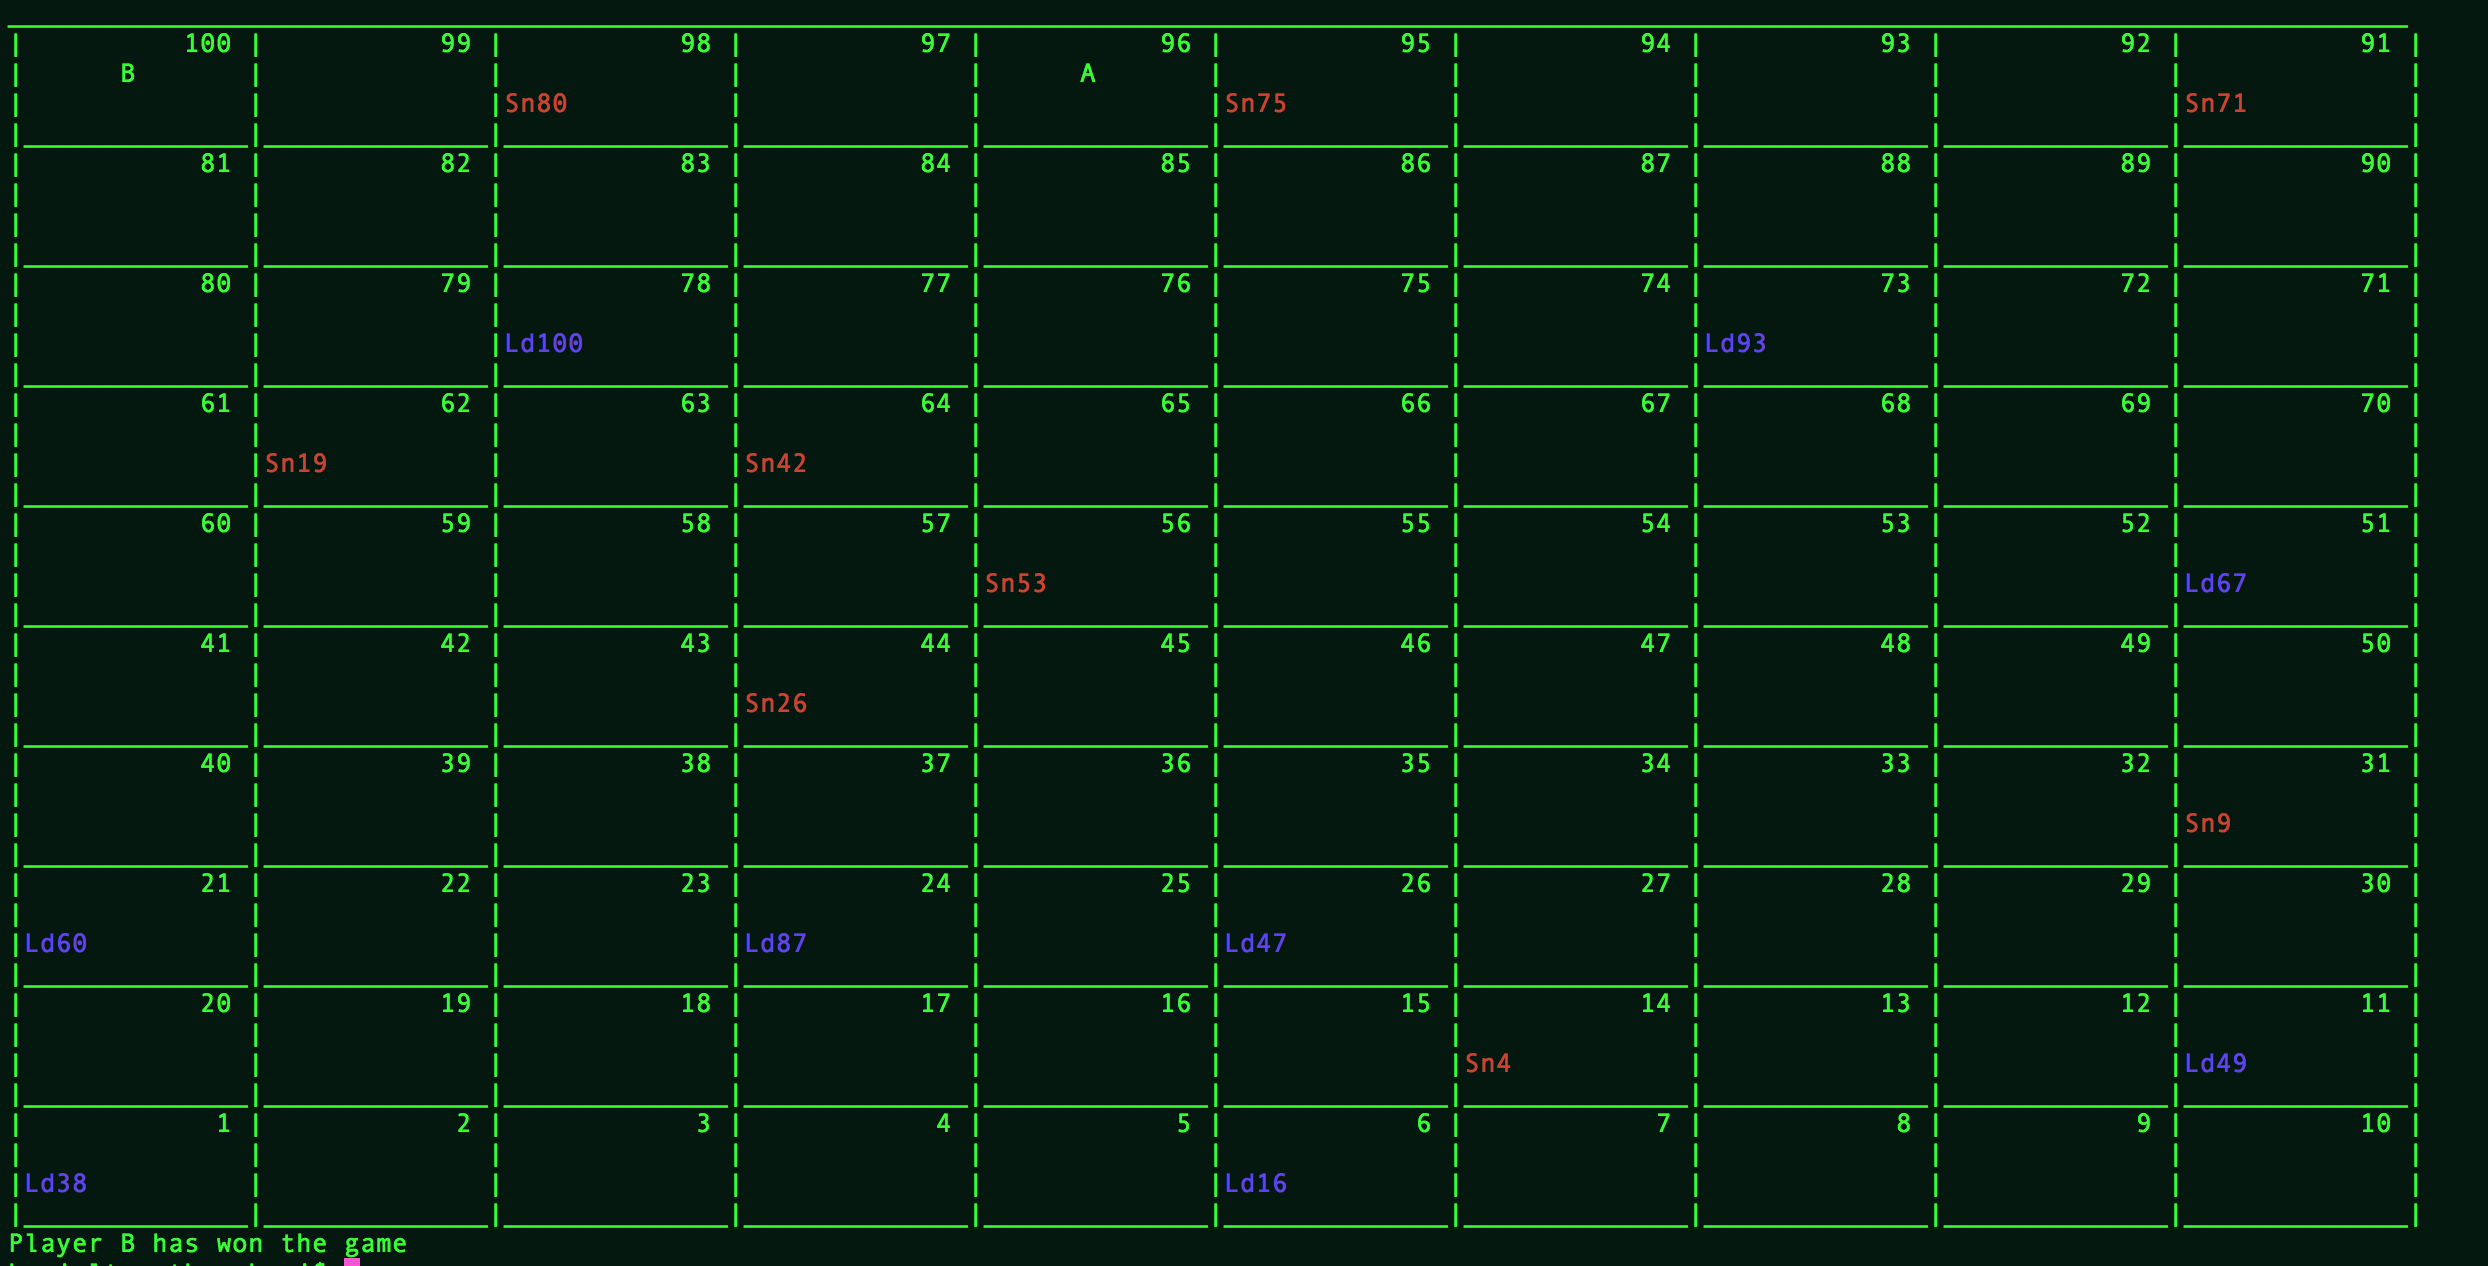 100 99 98 97 96 95 94 93 92 91
B A
Sn80 Sn75 Sn71
81 82 83 84 85 86 87 88 89 90
80 79 78 77 76 75 74 73 72 71
Ld100 Ld93
61 62 63 64 65 66 67 68 69 70
Sn19 Sn42
60 59 58 57 56 55 54 53 52 51
Sn53 Ld67
41 42 43 44 45 46 47 48 49 50
Sn26
40 39 38 37 36 35 34 33 32 31
Sn9
21 22 23 24 25 26 27 28 29 30
Ld60 Ld87 Ld47
20 19 18 17 16 15 14 13 12 11
Sn4 Ld49
1 2 3 4 5 6 7 8 9 10
Ld38 Ld16
Player B has won the game